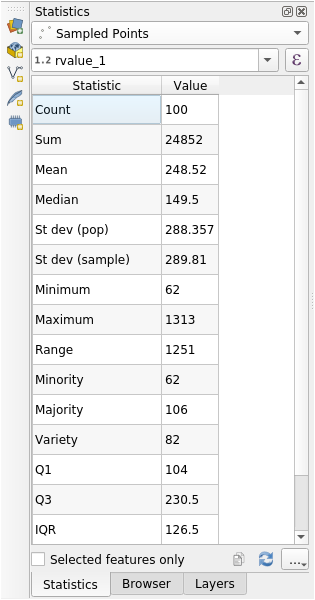 Statistics
Sampled Points
1.2 rvalue_1
ε
Statistic Value
Count 100
Sum 24852
Mean 248.52
Median 149.5
St dev (pop) 288.357
St dev (sample) 289.81
Minimum 62
Maximum 1313
Range 1251
Minority 62
Majority 106
Variety 82
Q1 104
Q3 230.5
IQR 126.5
Selected features only
...
Statistics Browser Layers